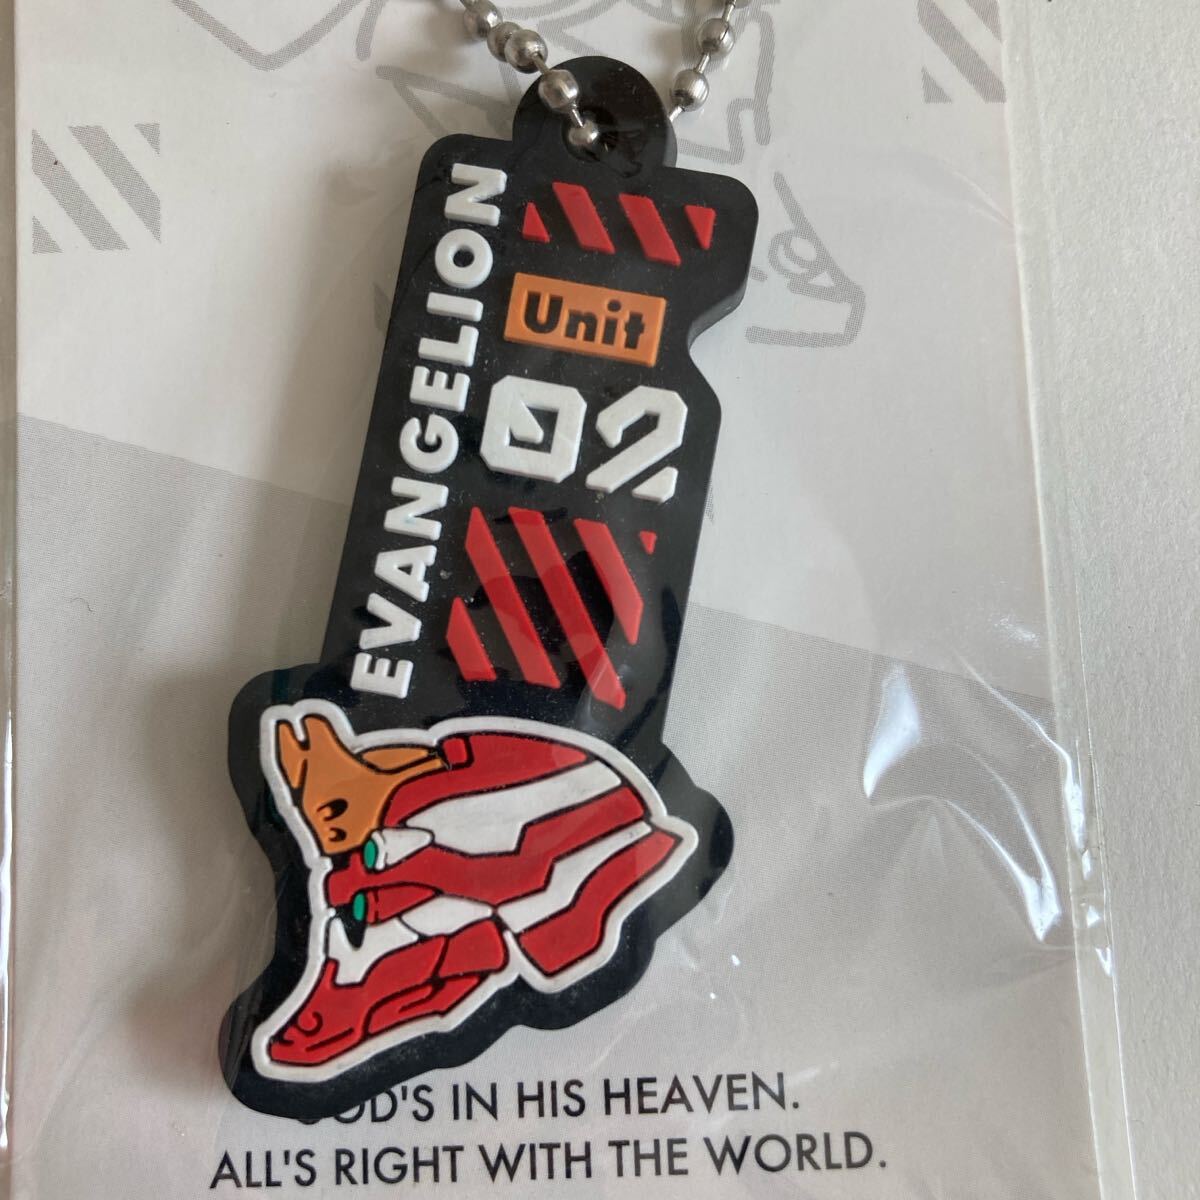 EVANGELION
Unit
02
GOD'S IN HIS HEAVEN.
ALL'S RIGHT WITH THE WORLD.